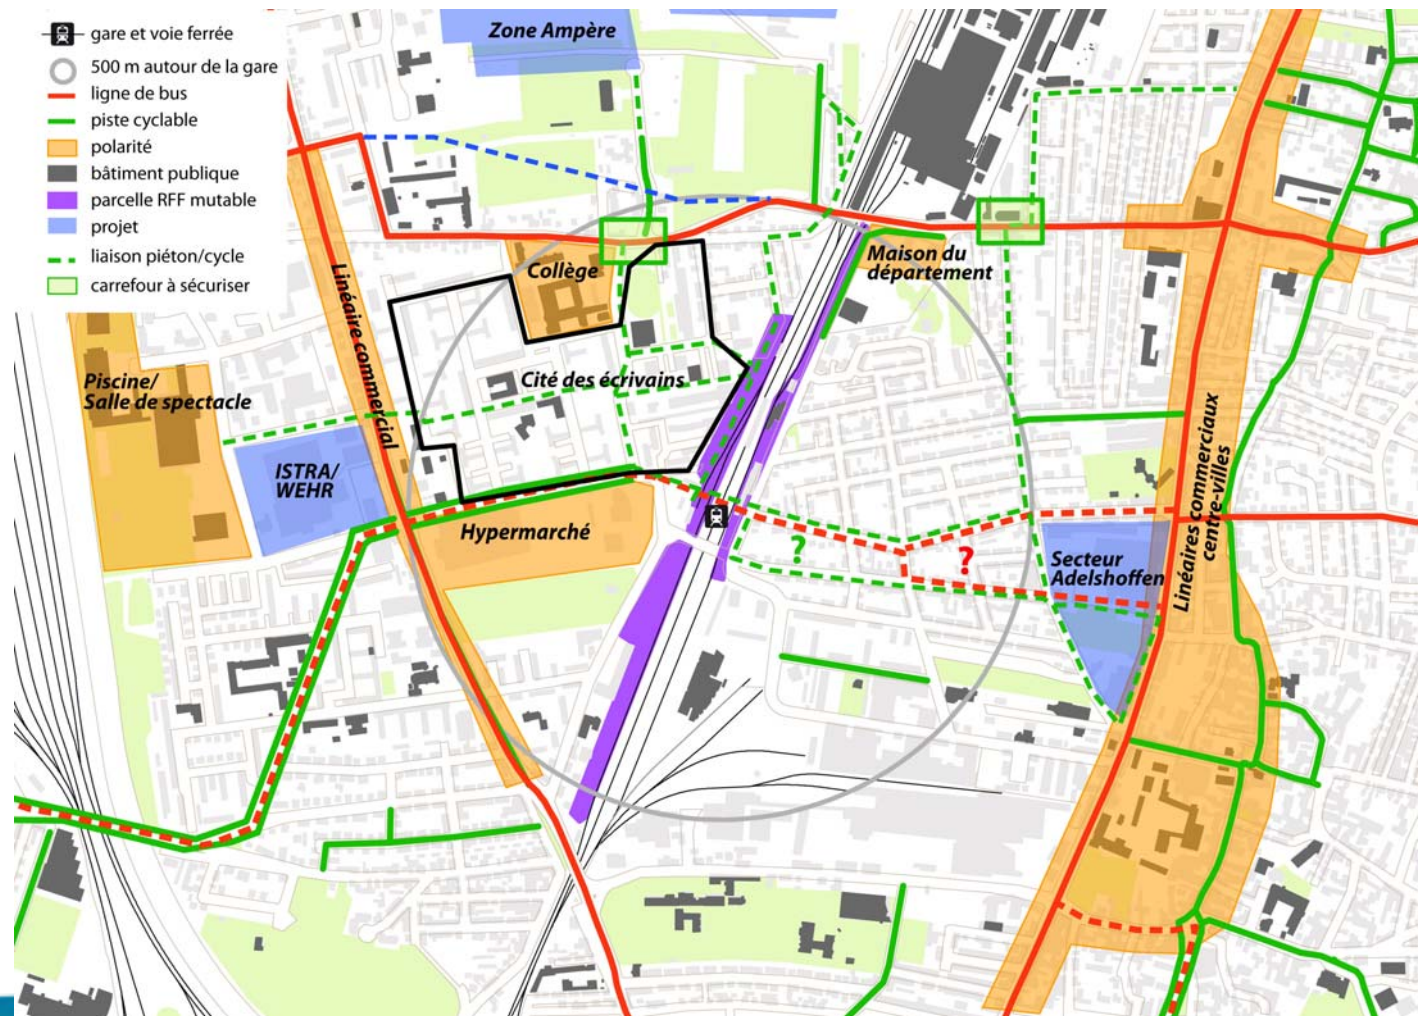 gare et voie ferrée
500 m autour de la gare
ligne de bus
piste cyclable
polarité
bâtiment publique
parcelle RFF mutable
projet
liaison piéton/cycle
carrefour à sécuriser
Zone Ampère
Collège
Maison du
département
Linéaire commercial
Piscine/
Salle de spectacle
Cité des écrivains
ISTRA/
WEHR
Hypermarché
?
?
Secteur
Adelshoffen
Linéaires commerciaux
centre-villes